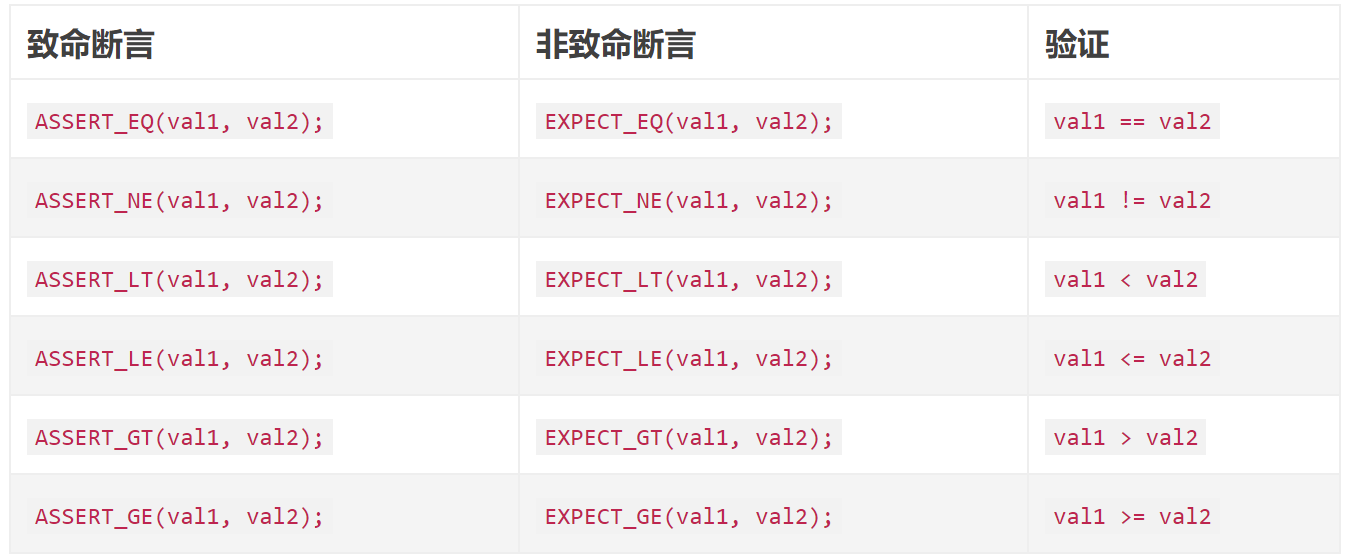 致命断言 非致命断言 验证
ASSERT_EQ(val1, val2); EXPECT_EQ(val1, val2); val1 == val2
ASSERT_NE(val1, val2); EXPECT_NE(val1, val2); val1 != val2
ASSERT_LT(val1, val2); EXPECT_LT(val1, val2); val1 < val2
ASSERT_LE(val1, val2); EXPECT_LE(val1, val2); val1 <= val2
ASSERT_GT(val1, val2); EXPECT_GT(val1, val2); val1 > val2
ASSERT_GE(val1, val2); EXPECT_GE(val1, val2); val1 >= val2